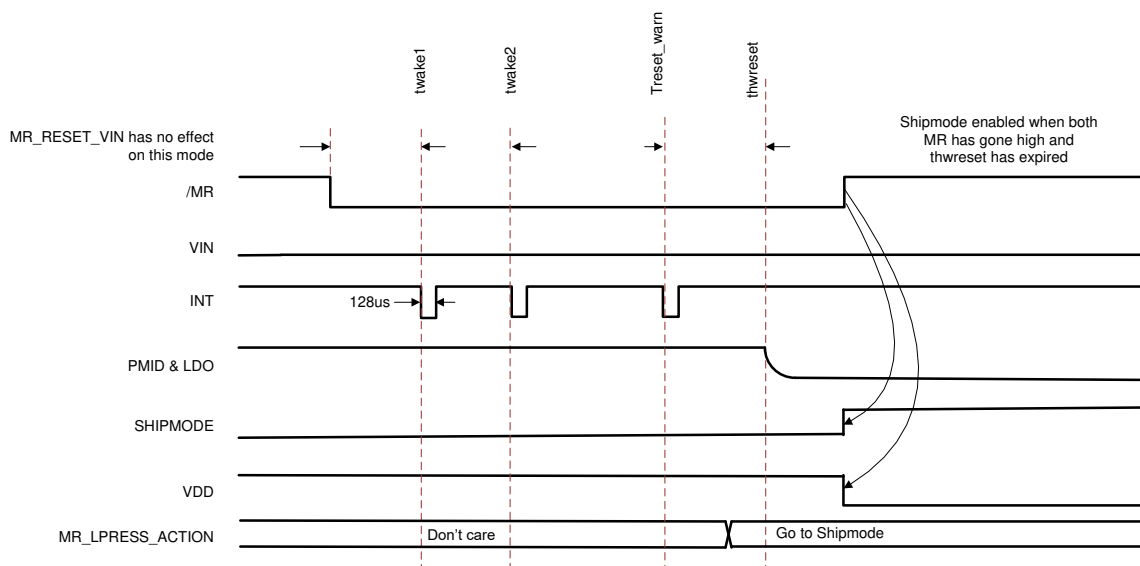 twake1
twake2
Treset_warn
thwreset
MR_RESET_VIN has no effect
on this mode
Shipmode enabled when both
MR has gone high and
thwreset has expired
/MR
VIN
INT
128us
PMID & LDO
SHIPMODE
VDD
MR_LPRESS_ACTION
Don't care
Go to Shipmode